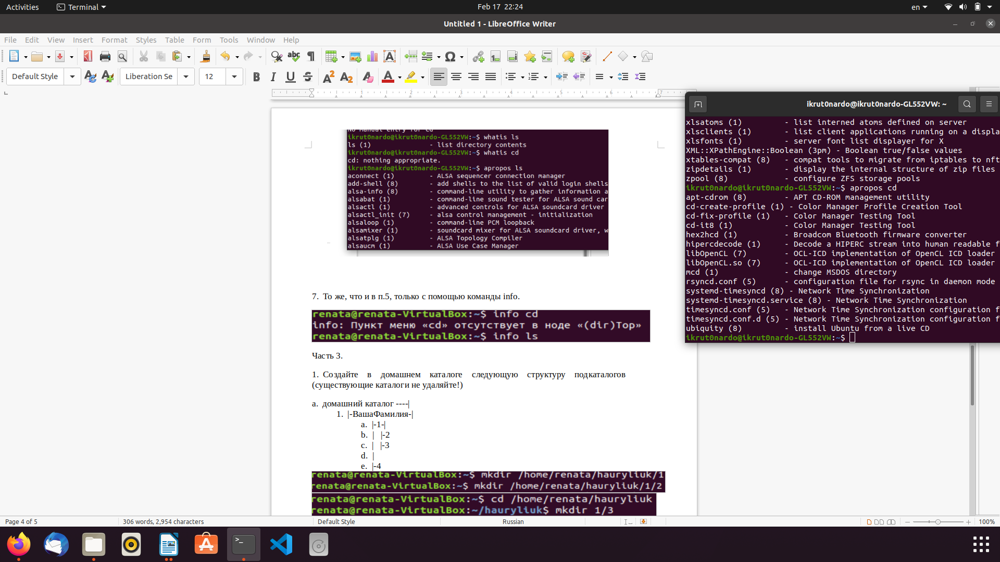 Activities
Terminal
Feb 17 22:24
en
Untitled 1 - LibreOffice Writer
File Edit View Insert Format Styles Table Form Tools Window Help
Default Style
Liberation Se
12
1 2 3 4 5 6 7
No manual entry for cd
ikrut0nardo@ikrut0nardo-GL552VW:~$ whatis ls
ls (1) - list directory contents
ikrut0nardo@ikrut0nardo-GL552VW:~$ whatis cd
cd: nothing appropriate.
ikrut0nardo@ikrut0nardo-GL552VW:~$ apropos ls
aconnect (1) - ALSA sequencer connection manager
add-shell (8) - add shells to the list of valid login shells
alsa-info (8) - command-line utility to gather information a
alsabat (1) - command-line sound tester for ALSA sound car
alsactl (1) - advanced controls for ALSA soundcard driver
alsactl_init (7) - alsa control management - initialization
alsaloop (1) - command-line PCM loopback
alsamixer (1) - soundcard mixer for ALSA soundcard driver, w
alsatplg (1) - ALSA Topology Compiler
alsaucm (1) - ALSA Use Case Manager
7. То же, что и в п.5, только с помощью команды info.
renata@renata-VirtualBox:~$ info cd
info: Пункт меню «cd» отсутствует в ноде «(dir)Top»
renata@renata-VirtualBox:~$ info ls
Часть 3.
1. Создайте в домашнем каталоге следующую структуру подкаталогов
(существующие каталоги не удаляйте!)
a. домашний каталог ----|
1. |-ВашаФамилия-|
a. |-1-|
b. | |-2
c. | |-3
d. |
e. |-4
renata@renata-VirtualBox:~$ mkdir /home/renata/hauryliuk/1
renata@renata-VirtualBox:~$ mkdir /home/renata/hauryliuk/1/2
renata@renata-VirtualBox:~$ cd /home/renata/hauryliuk
renata@renata-VirtualBox:~/hauryliuk$ mkdir 1/3
ikrut0nardo@ikrut0nardo-GL552VW: ~
xlsatoms (1) - list interned atoms defined on server
xlsclients (1) - list client applications running on a displa
xlsfonts (1) - server font list displayer for X
XML::XPathEngine::Boolean (3pm) - Boolean true/false values
xtables-compat (8) - compat tools to migrate from iptables to nft
zipdetails (1) - display the internal structure of zip files
zpool (8) - configure ZFS storage pools
ikrut0nardo@ikrut0nardo-GL552VW:~$ apropos cd
apt-cdrom (8) - APT CD-ROM management utility
cd-create-profile (1) - Color Manager Profile Creation Tool
cd-fix-profile (1) - Color Manager Testing Tool
cd-it8 (1) - Color Manager Testing Tool
hex2hcd (1) - Broadcom Bluetooth firmware converter
hipercdecode (1) - Decode a HIPERC stream into human readable f
libOpenCL (7) - OCL-ICD implementation of OpenCL ICD loader
libOpenCL.so (7) - OCL-ICD implementation of OpenCL ICD loader
mcd (1) - change MSDOS directory
rsyncd.conf (5) - configuration file for rsync in daemon mode
systemd-timesyncd (8) - Network Time Synchronization
systemd-timesyncd.service (8) - Network Time Synchronization
timesyncd.conf (5) - Network Time Synchronization configuration f
timesyncd.conf.d (5) - Network Time Synchronization configuration f
ubiquity (8) - install Ubuntu from a live CD
ikrut0nardo@ikrut0nardo-GL552VW:~$
Page 4 of 5
306 words, 2,954 characters
Default Style
Russian
100%